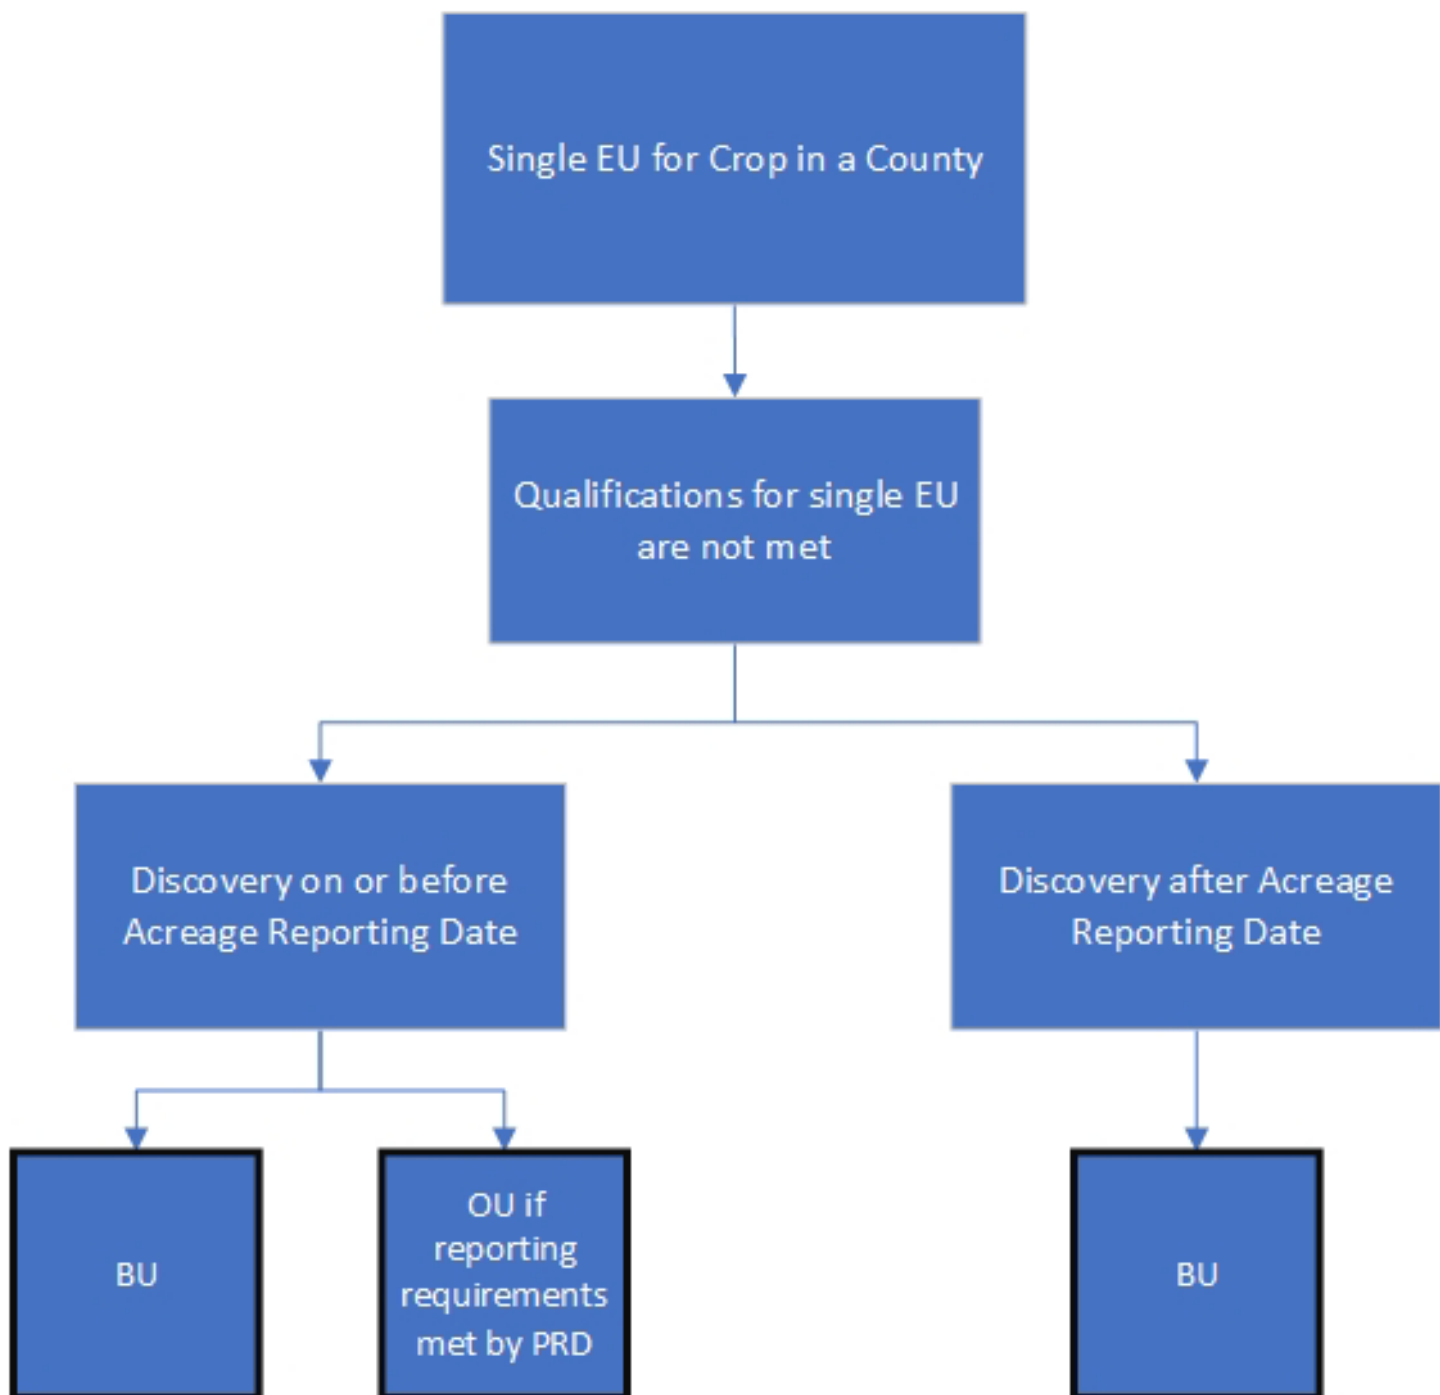 Single EU for Crop in a County
Qualifications for single EU
are not met
Discovery on or before
Acreage Reporting Date
Discovery after Acreage
Reporting Date
BU
OU if
reporting
requirements
met by PRD
BU